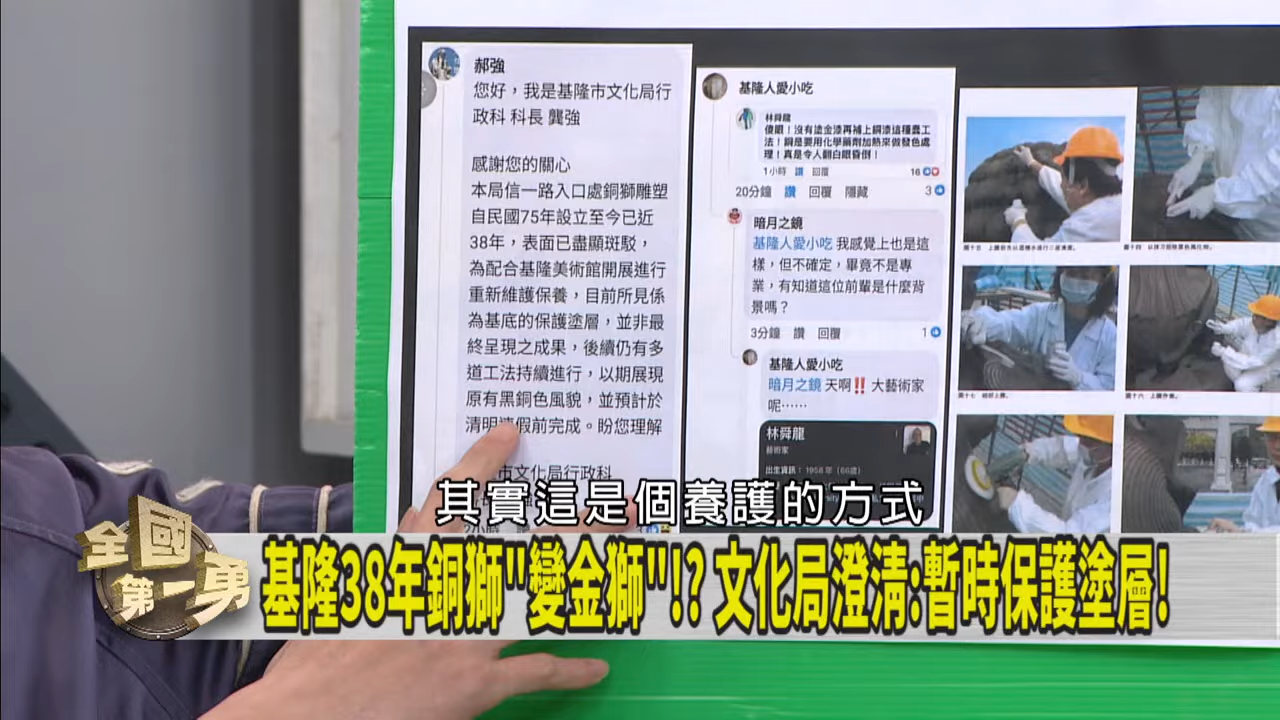 郝強
您好，我是基隆市文化局行
政科 科長 龔強
感謝您的關心
本局信一路入口處銅獅雕塑
自民國75年設立至今已近
38年，表面已盡顯斑駁，
為配合基隆美術館開展進行
重新維護保養，目前所見係
為基底的保護塗層，並非最
終呈現之成果，後續仍有多
道工法持續進行，以期展現
原有黑銅色風貌，並預計於
清明連假前完成。盼您理解
市文化局行政科
基隆人愛小吃
林舜龍
傻眼！沒有塗金漆再補上銅漆這種蠢工
法！銅是要用化學藥劑加熱來做發色處
理！真是令人翻白眼昏倒！
1小時 讚 回覆 16
20分鐘 讚 回覆 隱藏 3
暗月之鏡
基隆人愛小吃 我感覺上也是這
樣，但不確定，畢竟不是專
業，有知道這位前輩是什麼背
景嗎？
3分鐘 讚 回覆 1
基隆人愛小吃
暗月之鏡 天啊‼️ 大藝術家
呢⋯⋯
林舜龍
藝術家
出生資訊：1958 年（66歲）
其實這是個養護的方式
全國第一勇
基隆38年銅獅"變金獅"!? 文化局澄清:暫時保護塗層!